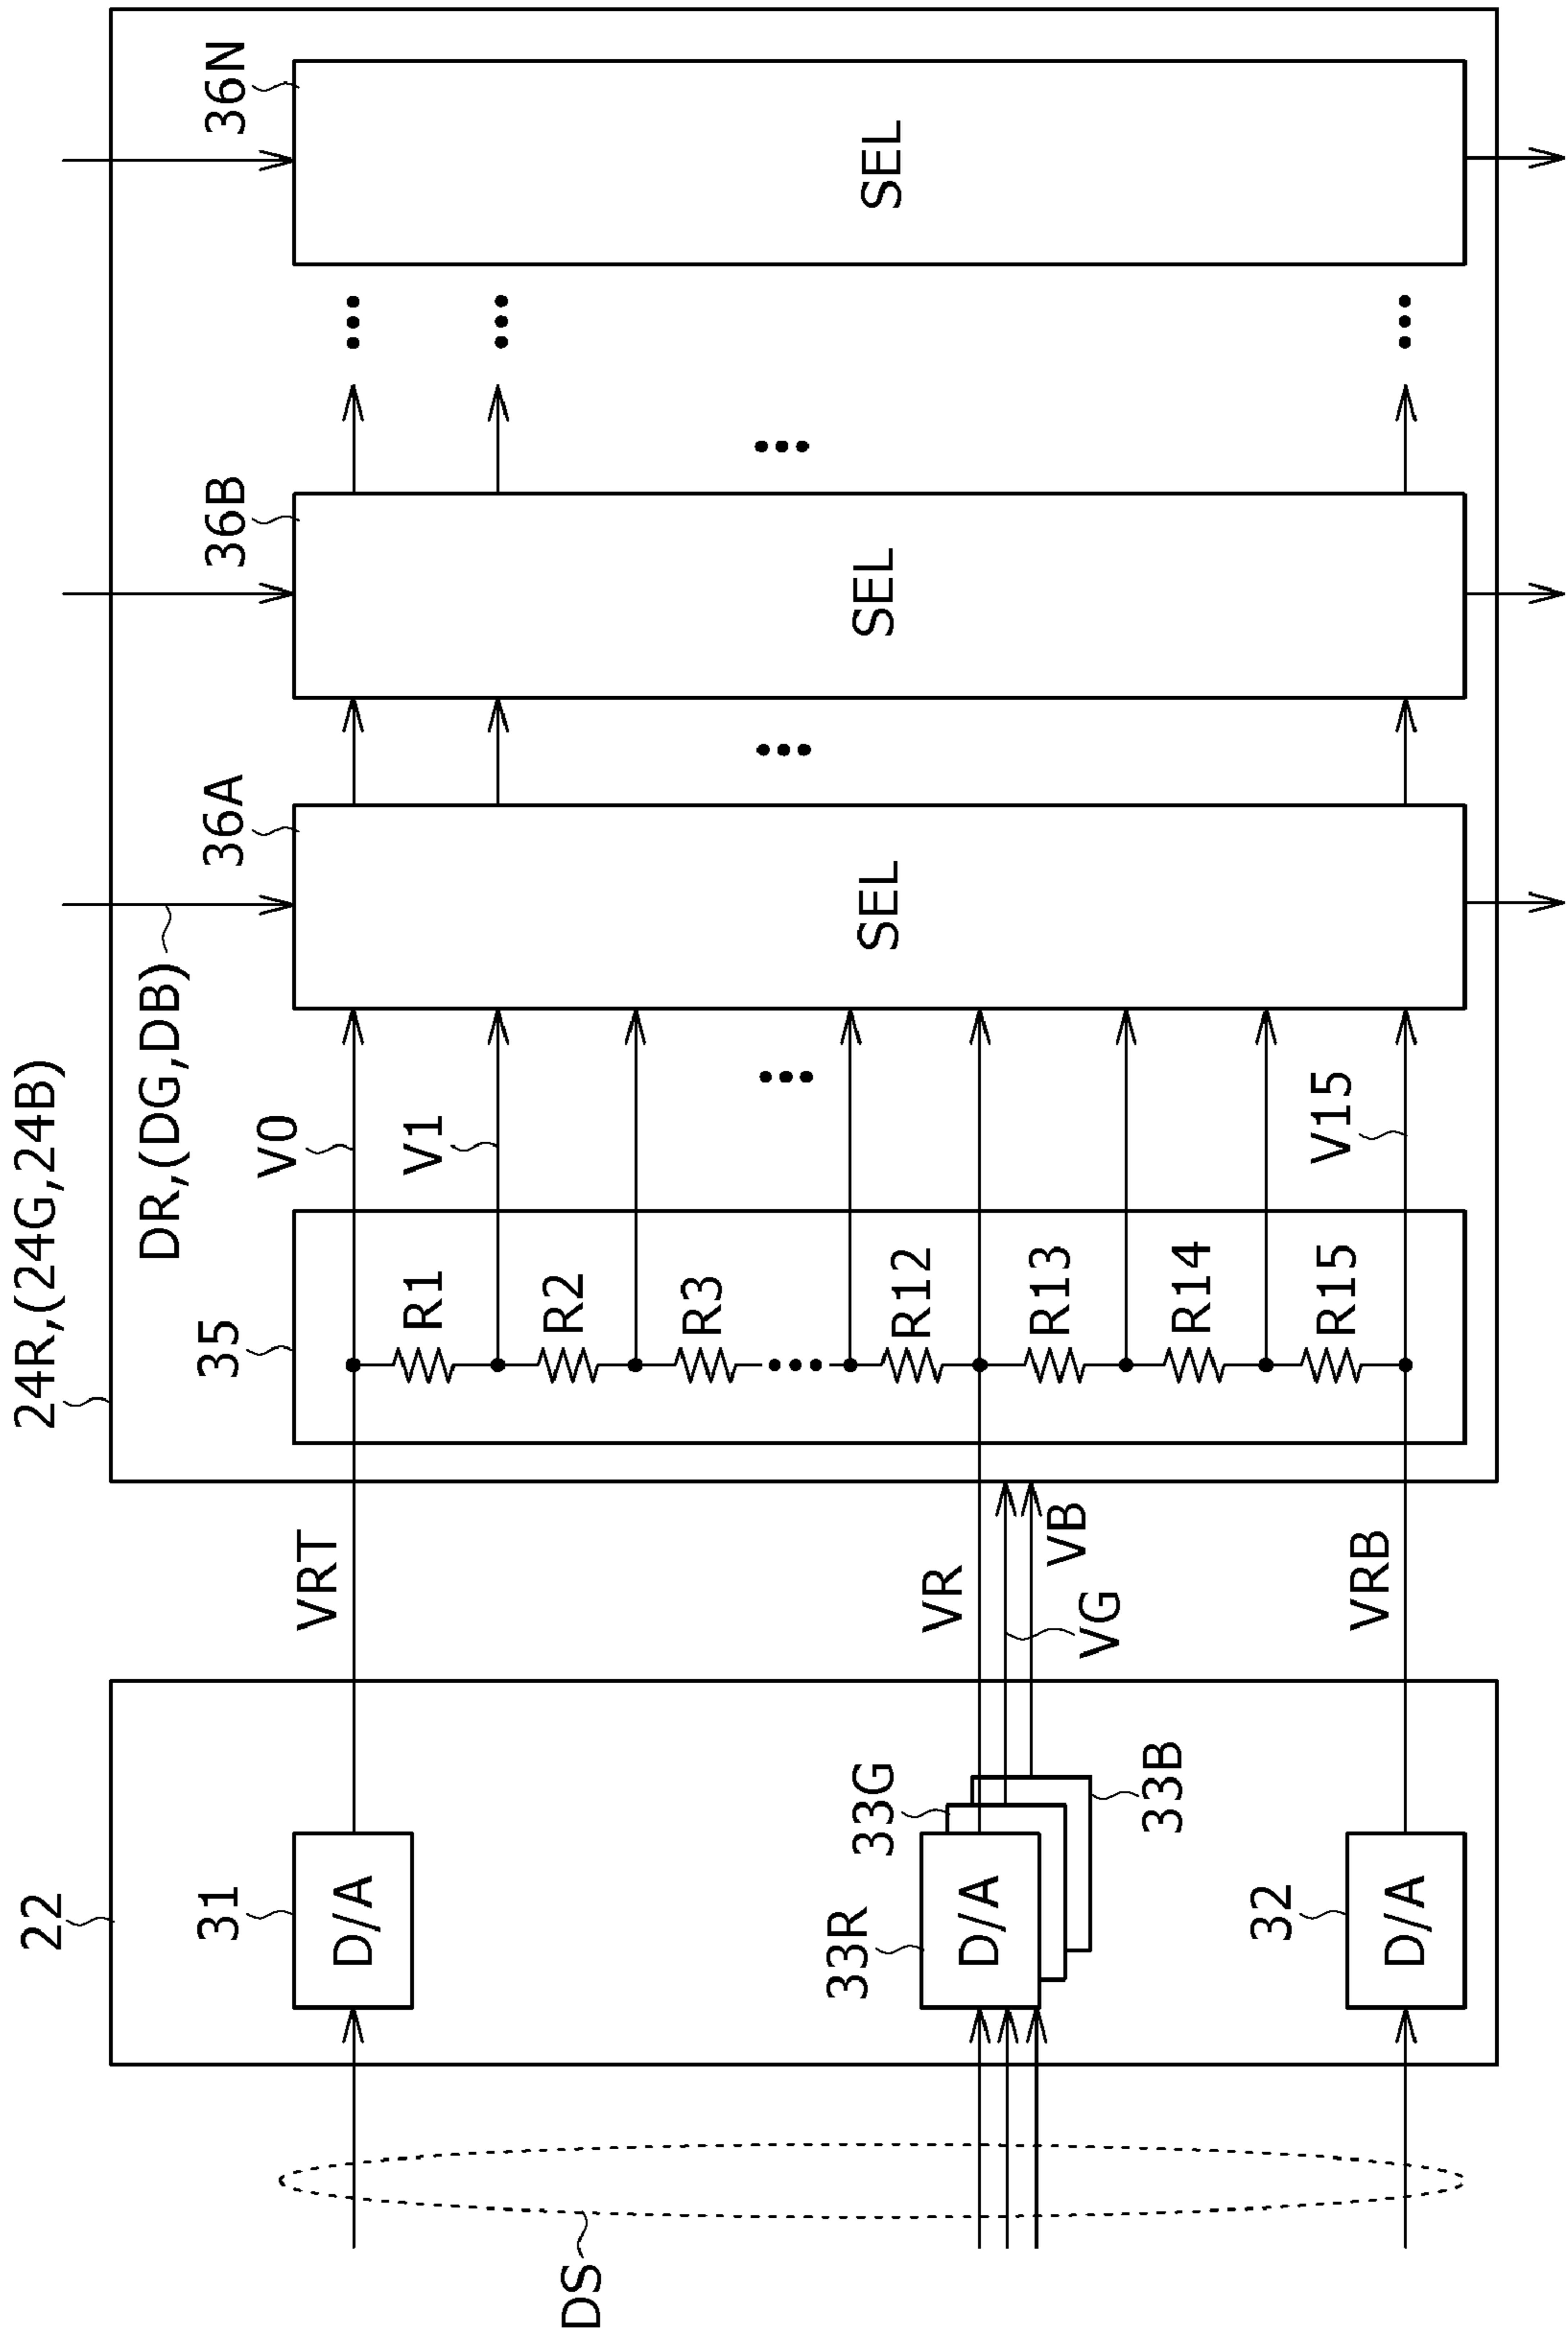 24R,(24G,24B)
DR,(DG,DB)
36A
36B
36N
22
31
D/A
VRT
35
V0
R1
V1
R2
R3
SEL
SEL
SEL
33R
D/A
33G
33B
VR
VG
VB
R12
R13
R14
R15
V15
32
D/A
VRB
DS